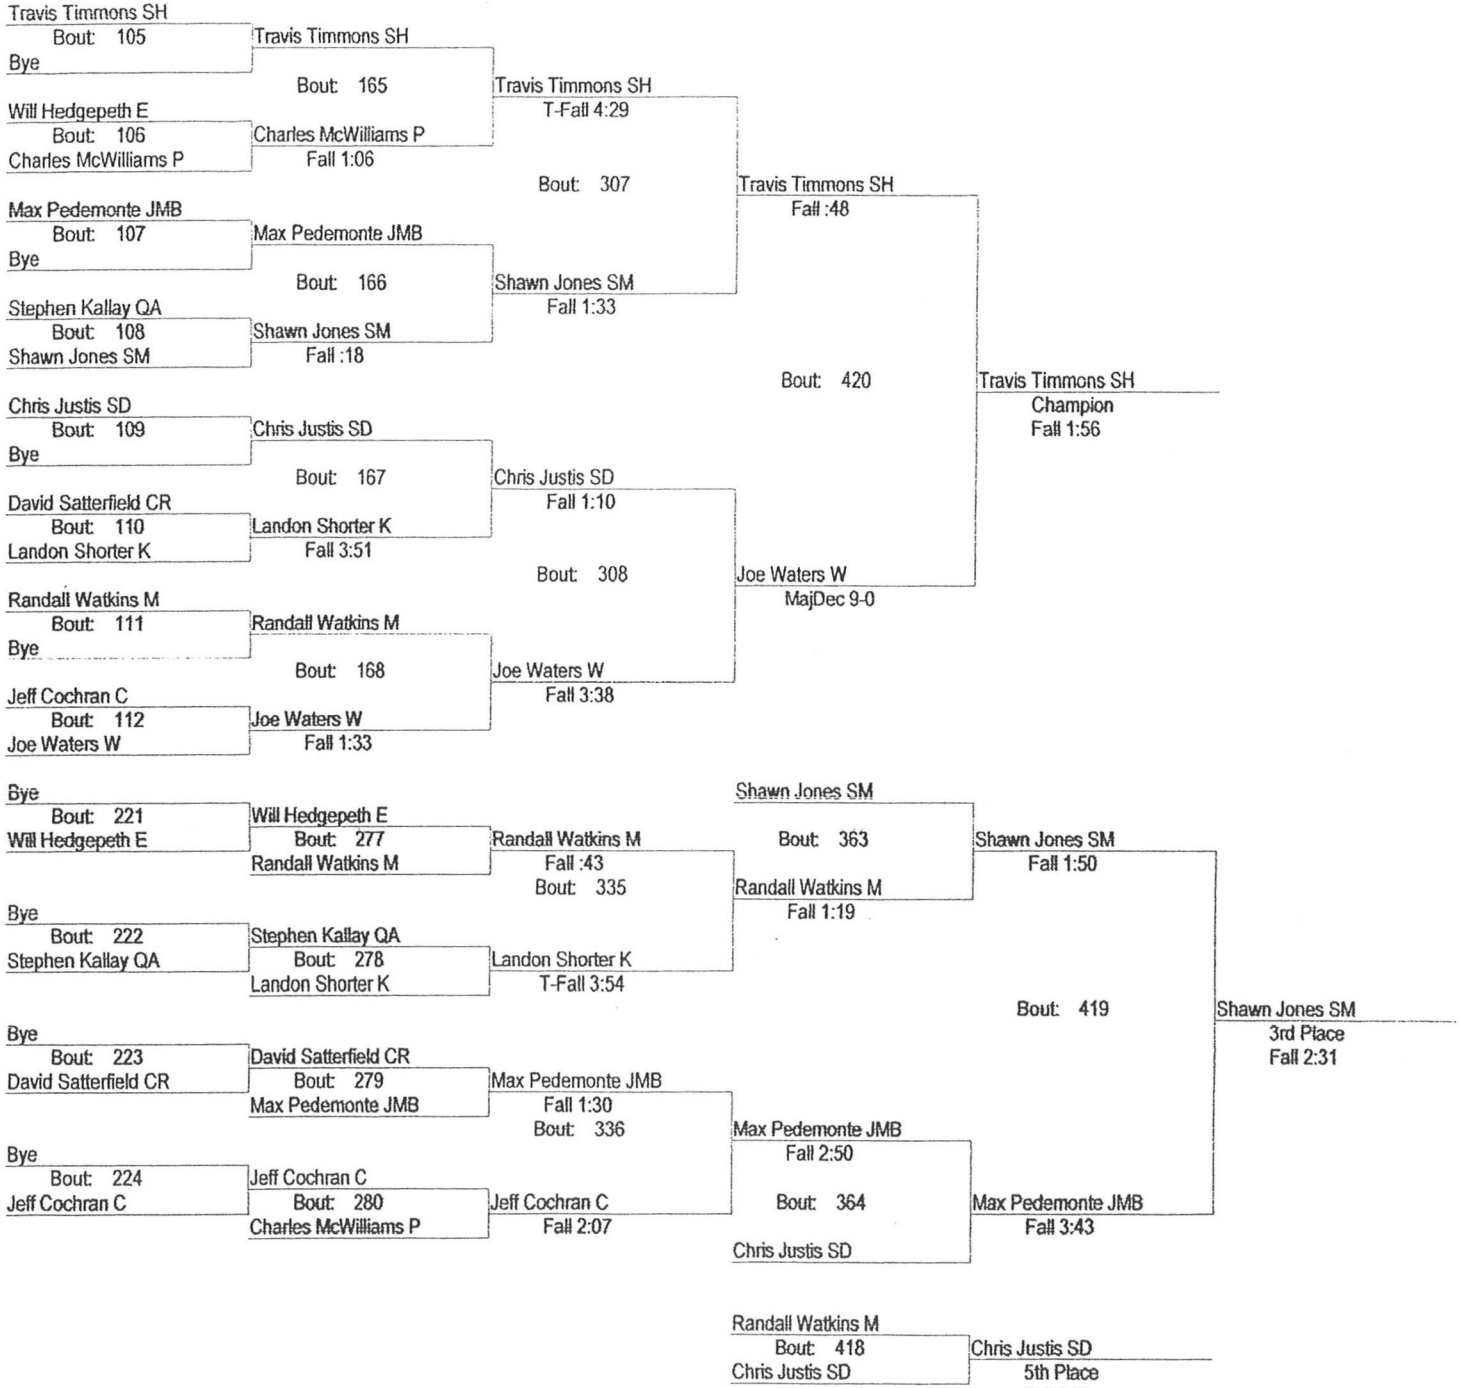 Travis Timmons SH
Bout: 105
Bye
Travis Timmons SH
Bout: 165
Will Hedgepeth E
Bout: 106
Charles McWilliams P
Charles McWilliams P
Fall 1:06
Travis Timmons SH
T-Fall 4:29
Bout: 307
Max Pedemonte JMB
Bout: 107
Bye
Max Pedemonte JMB
Bout: 166
Stephen Kallay QA
Bout: 108
Shawn Jones SM
Shawn Jones SM
Fall :18
Shawn Jones SM
Fall 1:33
Travis Timmons SH
Fall :48
Bout: 420
Chris Justis SD
Bout: 109
Bye
Chris Justis SD
Bout: 167
David Satterfield CR
Bout: 110
Landon Shorter K
Landon Shorter K
Fall 3:51
Chris Justis SD
Fall 1:10
Bout: 308
Randall Watkins M
Bout: 111
Bye
Randall Watkins M
Bout: 168
Jeff Cochran C
Bout: 112
Joe Waters W
Joe Waters W
Fall 1:33
Joe Waters W
Fall 3:38
Joe Waters W
MajDec 9-0
Travis Timmons SH
Champion
Fall 1:56
Bye
Bout: 221
Will Hedgepeth E
Will Hedgepeth E
Bout: 277
Randall Watkins M
Randall Watkins M
Fall :43
Bout: 335
Bye
Bout: 222
Stephen Kallay QA
Stephen Kallay QA
Bout: 278
Landon Shorter K
Landon Shorter K
T-Fall 3:54
Shawn Jones SM
Bout: 363
Randall Watkins M
Fall 1:19
Shawn Jones SM
Fall 1:50
Bout: 419
Bye
Bout: 223
David Satterfield CR
David Satterfield CR
Bout: 279
Max Pedemonte JMB
Max Pedemonte JMB
Fall 1:30
Bout: 336
Bye
Bout: 224
Jeff Cochran C
Jeff Cochran C
Bout: 280
Charles McWilliams P
Jeff Cochran C
Fall 2:07
Max Pedemonte JMB
Fall 2:50
Bout: 364
Chris Justis SD
Max Pedemonte JMB
Fall 3:43
Shawn Jones SM
3rd Place
Fall 2:31
Randall Watkins M
Bout: 418
Chris Justis SD
Chris Justis SD
5th Place